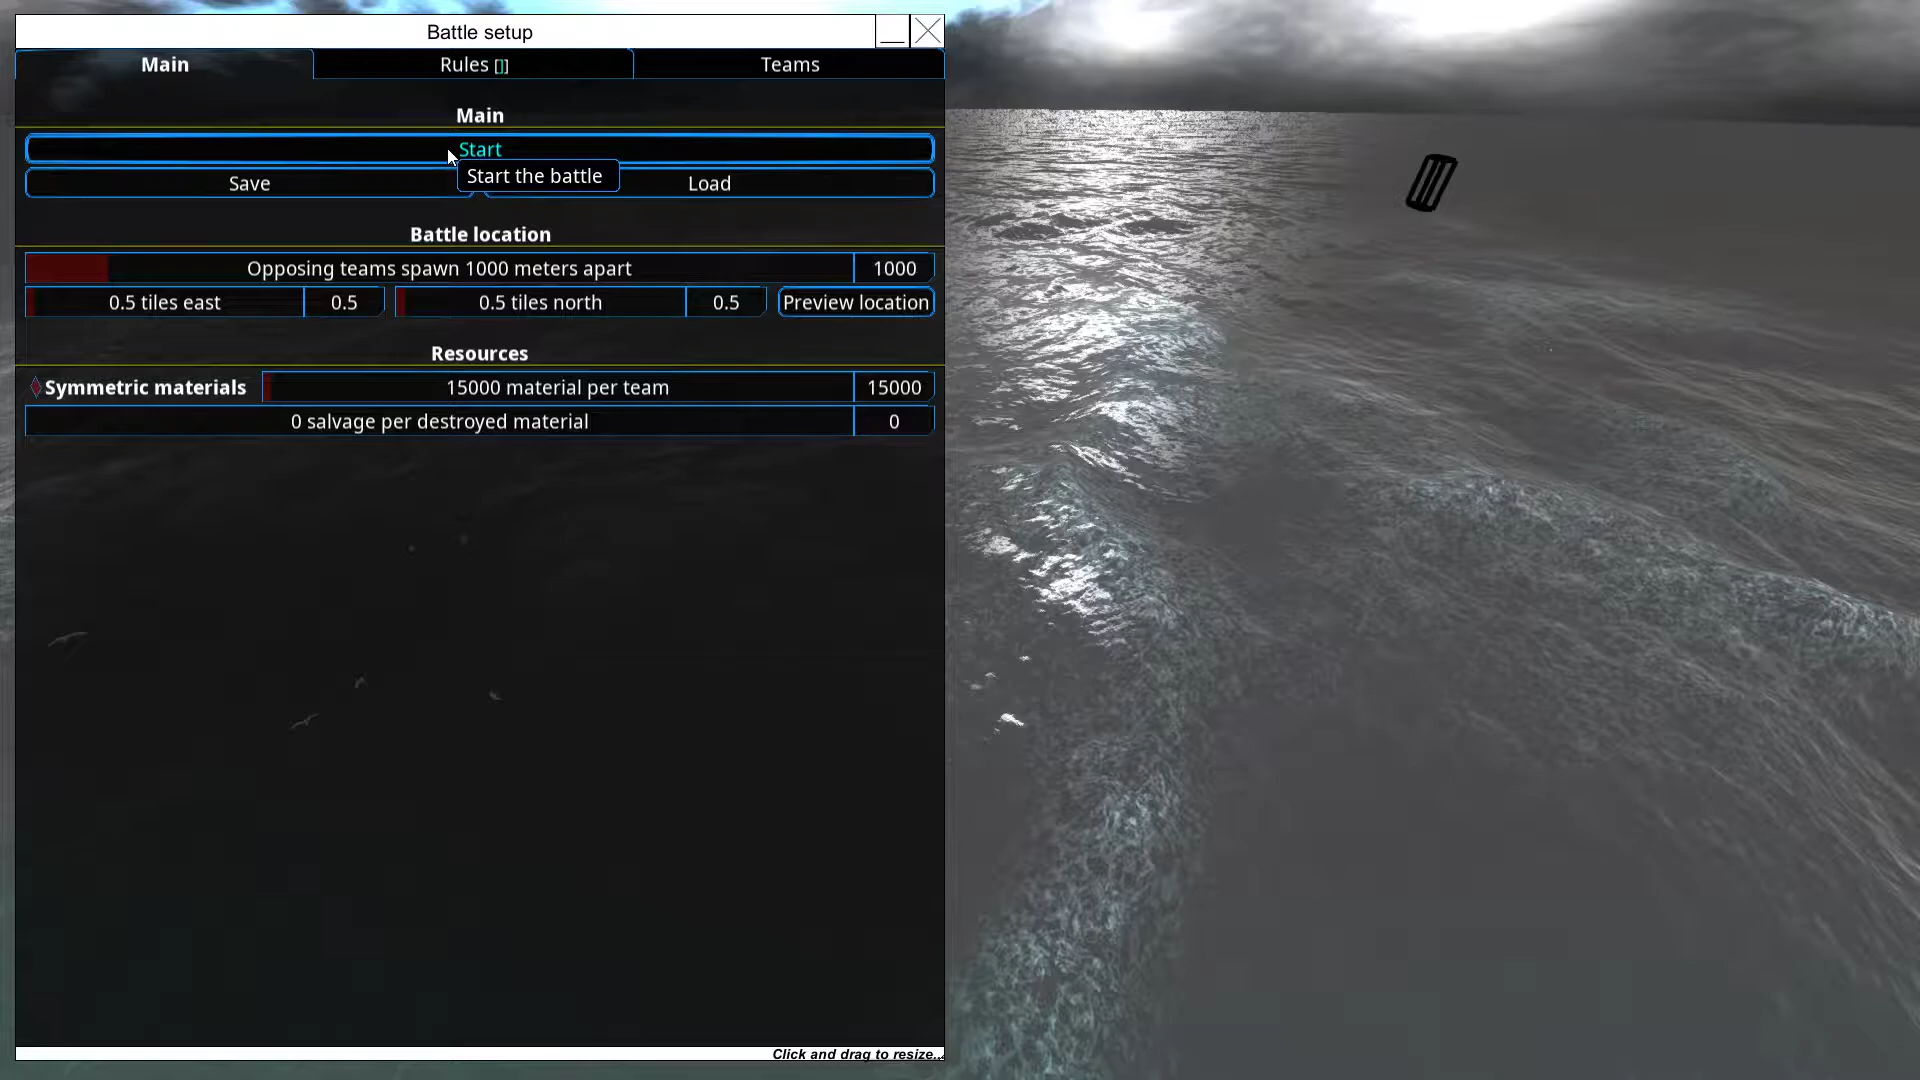 Battle setup
Main
Rules []
Teams
Main
Start
Start the battle
Save
Load
Battle location
Opposing teams spawn 1000 meters apart
1000
0.5 tiles east
0.5
0.5 tiles north
0.5
Preview location
Resources
Symmetric materials
15000 material per team
15000
0 salvage per destroyed material
0
Click and drag to resize...